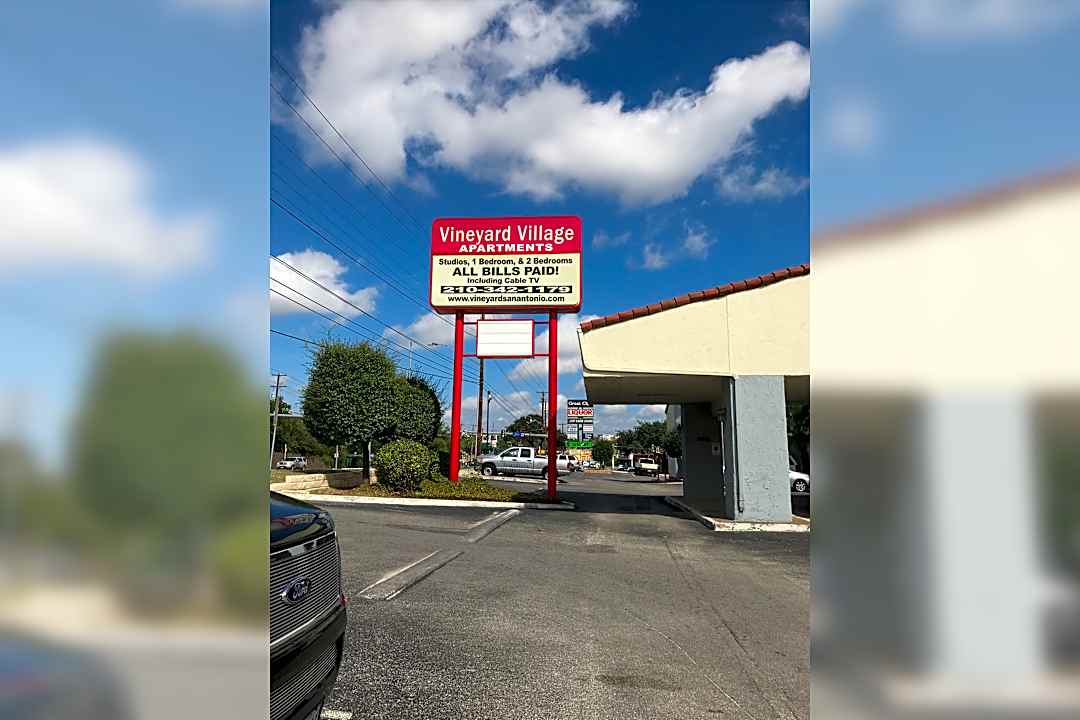 Vineyard Village
APARTMENTS
Studios, 1 Bedroom, & 2 Bedrooms
ALL BILLS PAID!
Including Cable TV
210-342-1179
www.vineyardsanantonio.com
LIQUOR
Ford